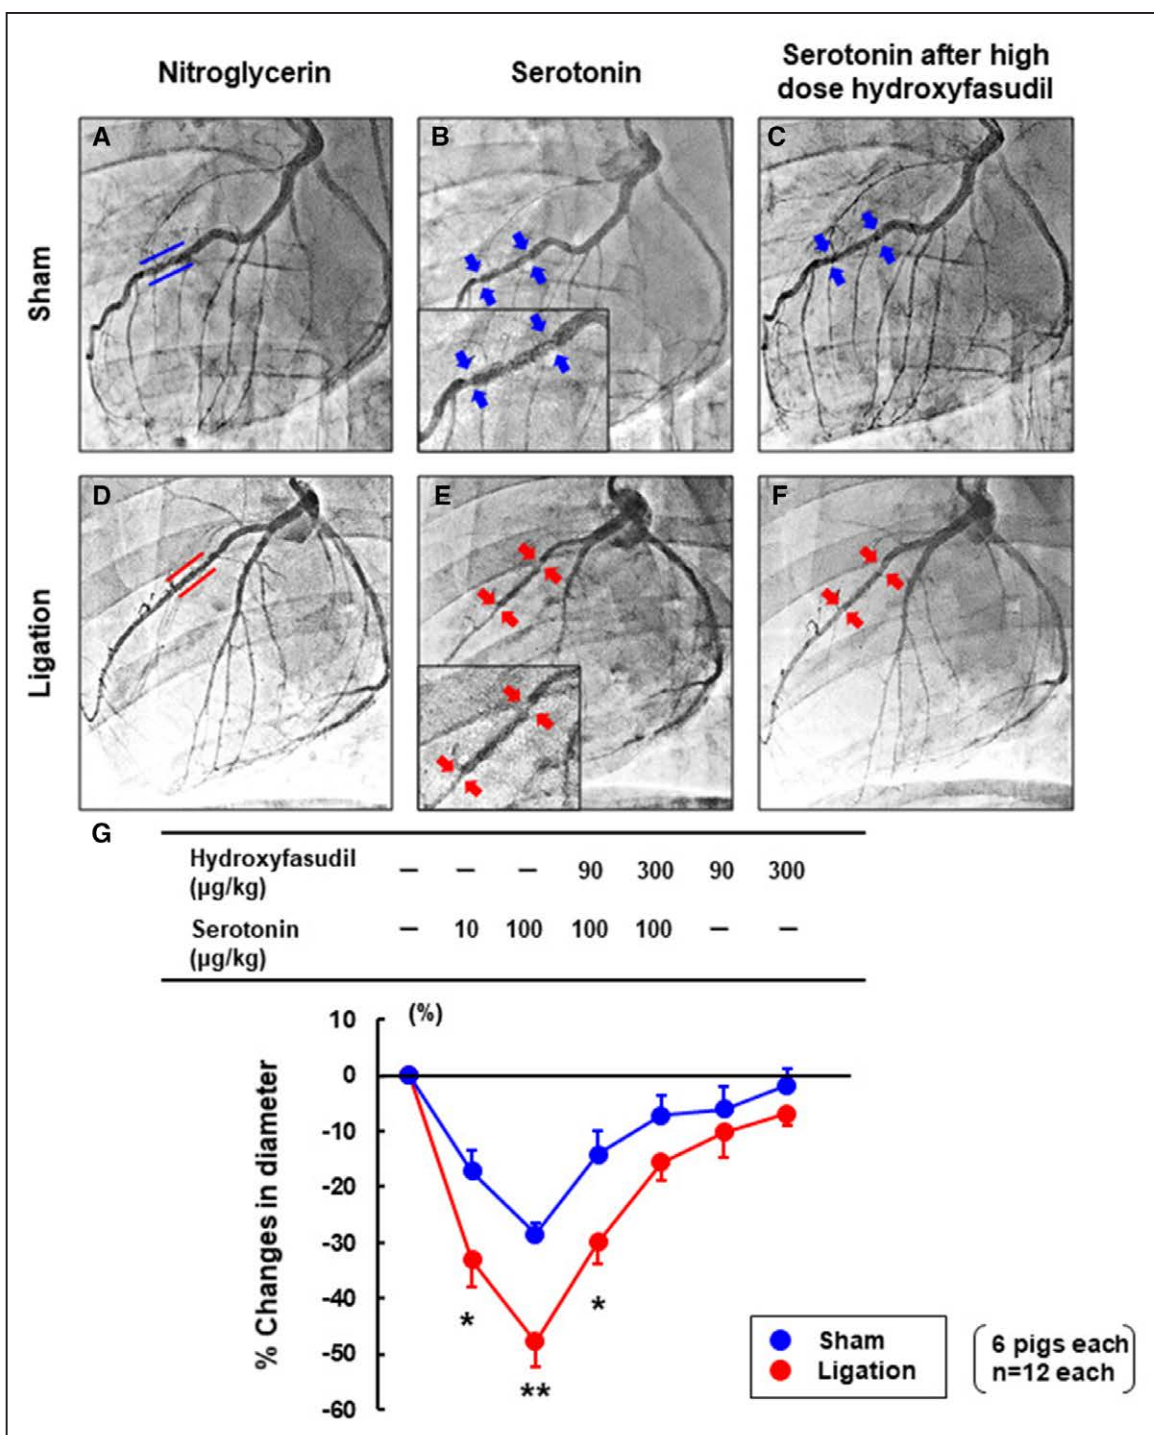 Nitroglycerin
Serotonin
Serotonin after high
dose hydroxyfasudil
Sham
A
B
C
Ligation
D
E
F
G
Hydroxyfasudil
(µg/kg)
— — — 90 300 90 300
Serotonin
(µg/kg)
— 10 100 100 100 — —
% Changes in diameter
(%)
10
0
-10
-20
-30
-40
-50
-60
*
**
*
Sham
Ligation
6 pigs each
n=12 each